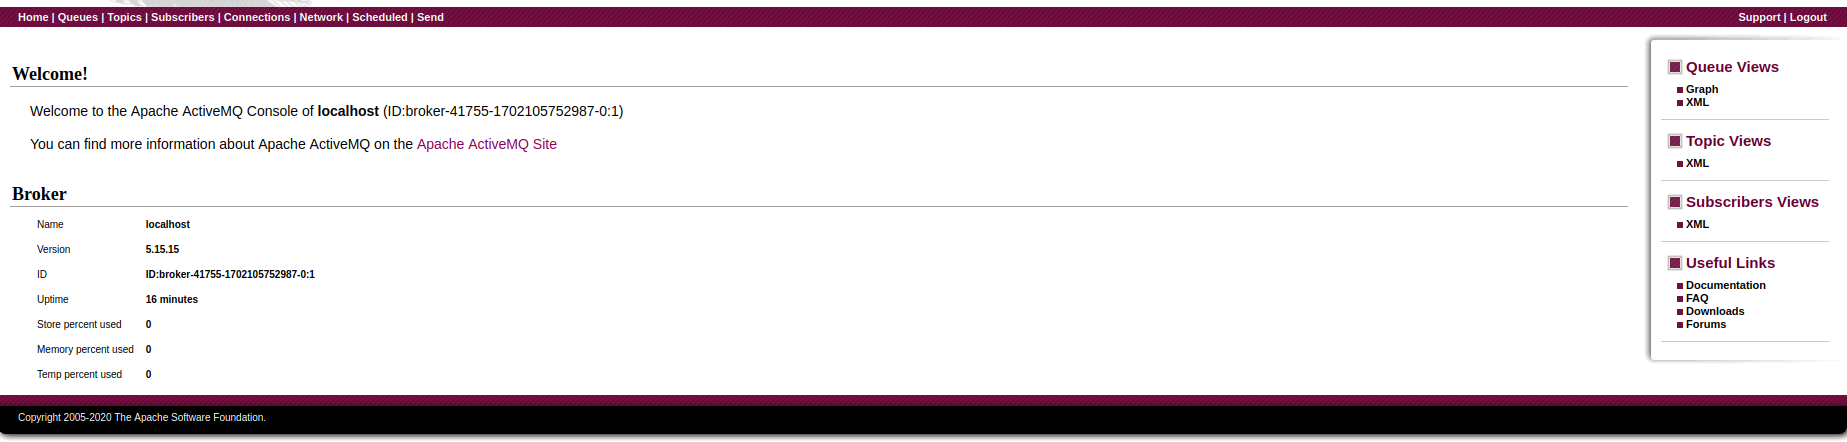 Home | Queues | Topics | Subscribers | Connections | Network | Scheduled | Send
Support | Logout
Welcome!
Welcome to the Apache ActiveMQ Console of localhost (ID:broker-41755-1702105752987-0:1)
You can find more information about Apache ActiveMQ on the Apache ActiveMQ Site
Broker
Name localhost
Version 5.15.15
ID ID:broker-41755-1702105752987-0:1
Uptime 16 minutes
Store percent used 0
Memory percent used 0
Temp percent used 0
Queue Views
Graph
XML
Topic Views
XML
Subscribers Views
XML
Useful Links
Documentation
FAQ
Downloads
Forums
Copyright 2005-2020 The Apache Software Foundation.